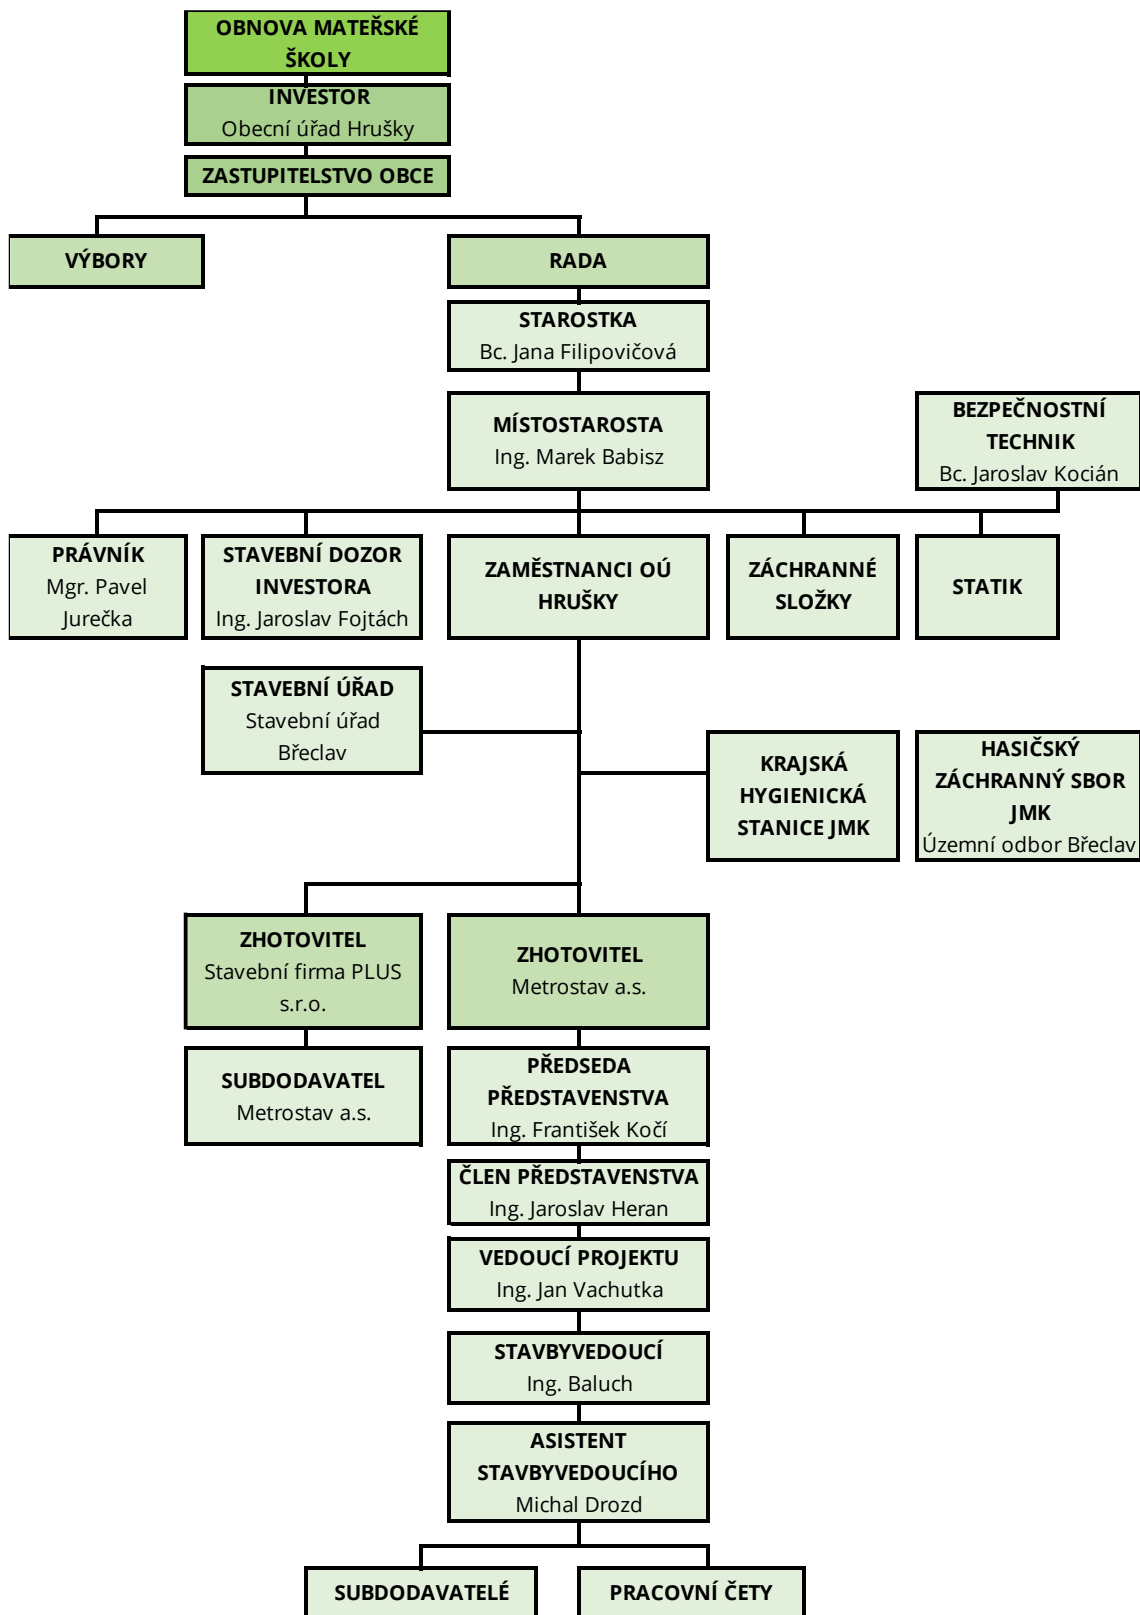 OBNOVA MATEŘSKÉ
ŠKOLY
INVESTOR
Obecní úřad Hrušky
ZASTUPITELSTVO OBCE
VÝBORY
RADA
STAROSTKA
Bc. Jana Filipovičová
MÍSTOSTAROSTA
Ing. Marek Babisz
BEZPEČNOSTNÍ
TECHNIK
Bc. Jaroslav Kocián
PRÁVNÍK
Mgr. Pavel
Jurečka
STAVEBNÍ DOZOR
INVESTORA
Ing. Jaroslav Fojtách
ZAMĚSTNANCI OÚ
HRUŠKY
ZÁCHRANNÉ
SLOŽKY
STATIK
STAVEBNÍ ÚŘAD
Stavební úřad
Břeclav
KRAJSKÁ
HYGIENICKÁ
STANICE JMK
HASIČSKÝ
ZÁCHRANNÝ SBOR
JMK
Územní odbor Břeclav
ZHOTOVITEL
Stavební firma PLUS
s.r.o.
ZHOTOVITEL
Metrostav a.s.
SUBDODAVATEL
Metrostav a.s.
PŘEDSEDA
PŘEDSTAVENSTVA
Ing. František Kočí
ČLEN PŘEDSTAVENSTVA
Ing. Jaroslav Heran
VEDOUCÍ PROJEKTU
Ing. Jan Vachutka
STAVBYVEDOUCÍ
Ing. Baluch
ASISTENT
STAVBYVEDOUCÍHO
Michal Drozd
SUBDODAVATELÉ
PRACOVNÍ ČETY